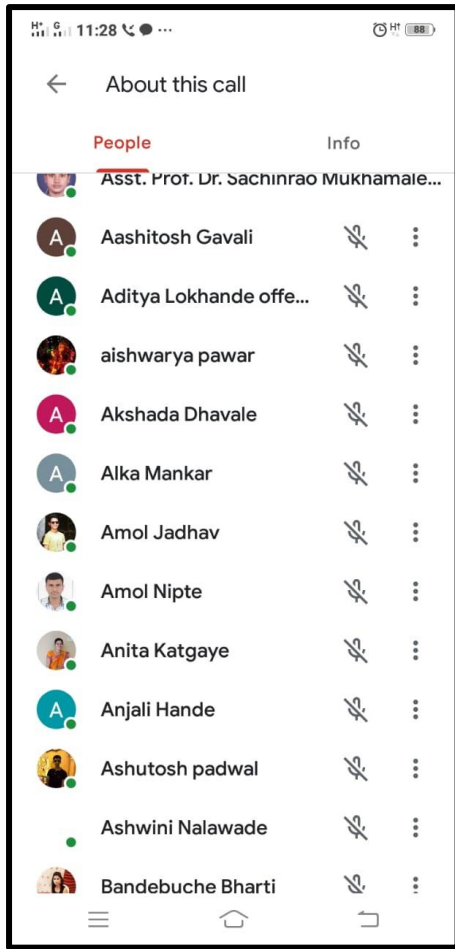 H+ G 11:28 ... H† 88
About this call
People Info
Asst. Prof. Dr. Sachinrao Mukhamale...
A Aashitosh Gavali
A Aditya Lokhande offe...
aishwarya pawar
A Akshada Dhavale
A Alka Mankar
Amol Jadhav
Amol Nipte
Anita Katgaye
A Anjali Hande
Ashutosh padwal
Ashwini Nalawade
Bandebuche Bharti